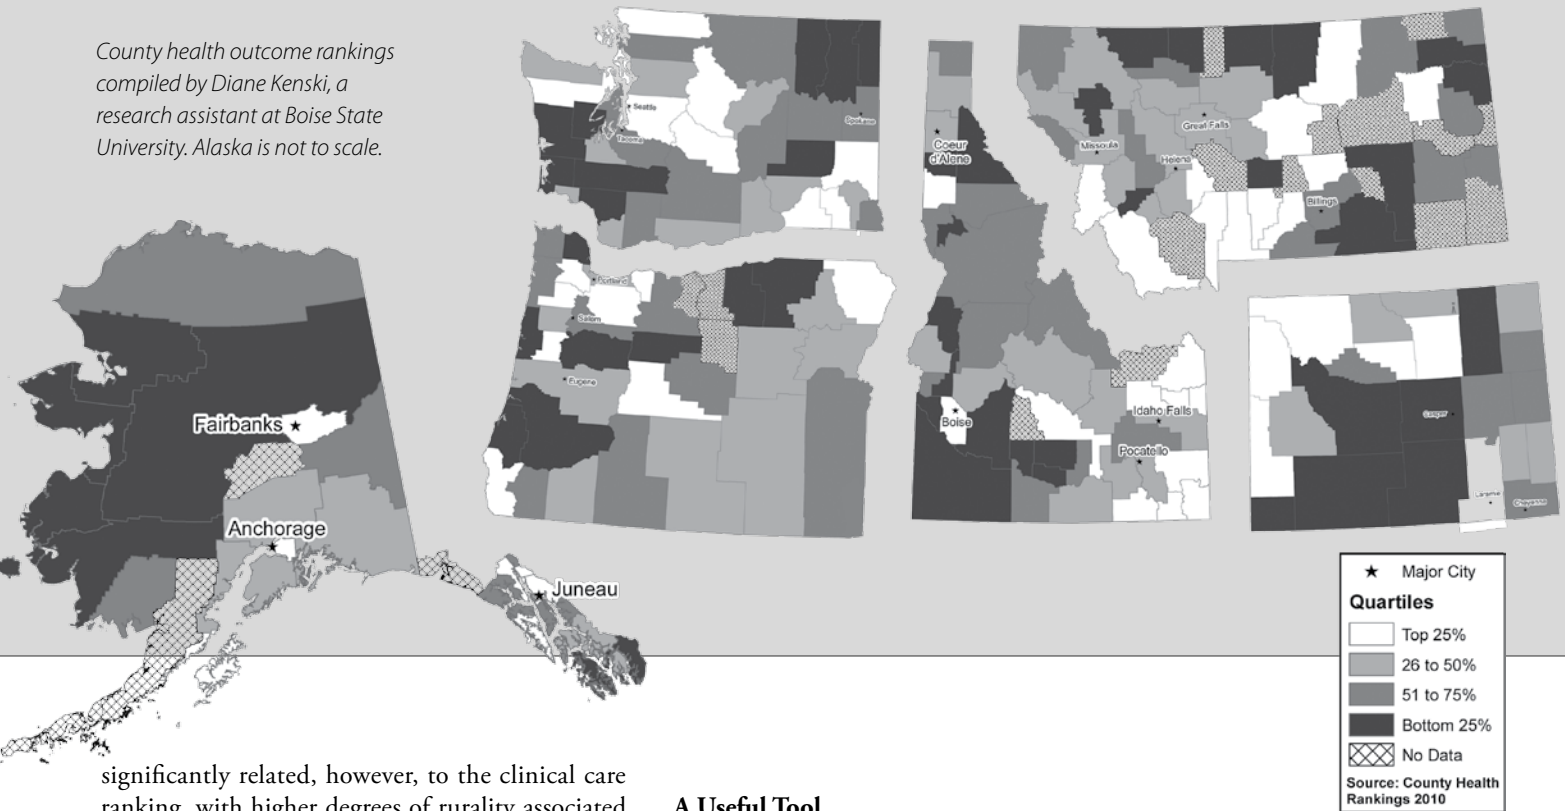 County health outcome rankings
compiled by Diane Kenski, a
research assistant at Boise State
University. Alaska is not to scale.
Seattle
Tacoma
Spokane
Portland
Salem
Eugene
Coeur
d'Alene
Boise
Idaho Falls
Pocatello
Missoula
Great Falls
Helena
Billings
Casper
Laramie
Cheyenne
Fairbanks
Anchorage
Juneau
Major City
Quartiles
Top 25%
26 to 50%
51 to 75%
Bottom 25%
No Data
Source: County Health
Rankings 2010
significantly related, however, to the clinical care
ranking, with higher degrees of rurality associated
A Useful Tool